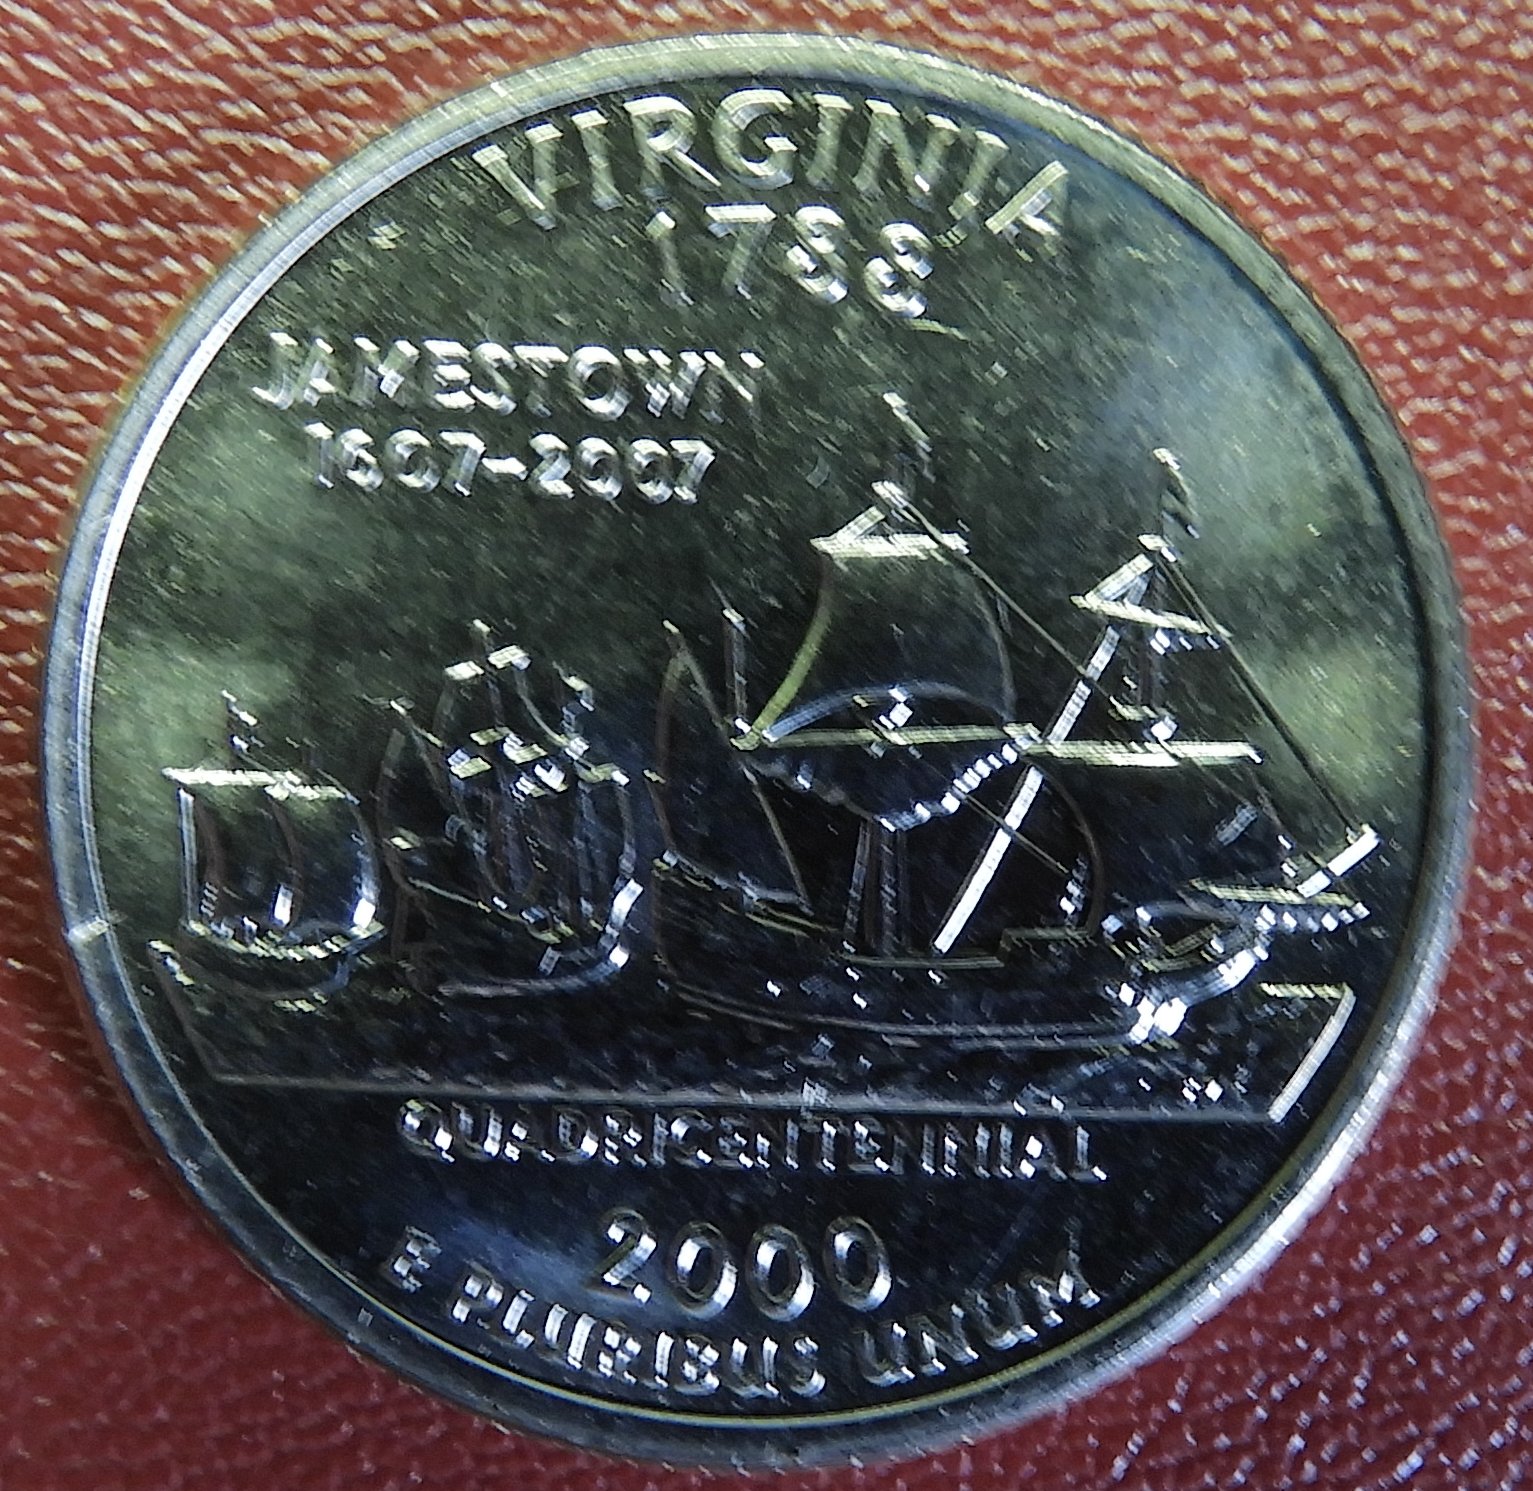 VIRGINIA
1788
JAMESTOWN
1607-2007
QUADRICENTENNIAL
2000
E PLURIBUS UNUM